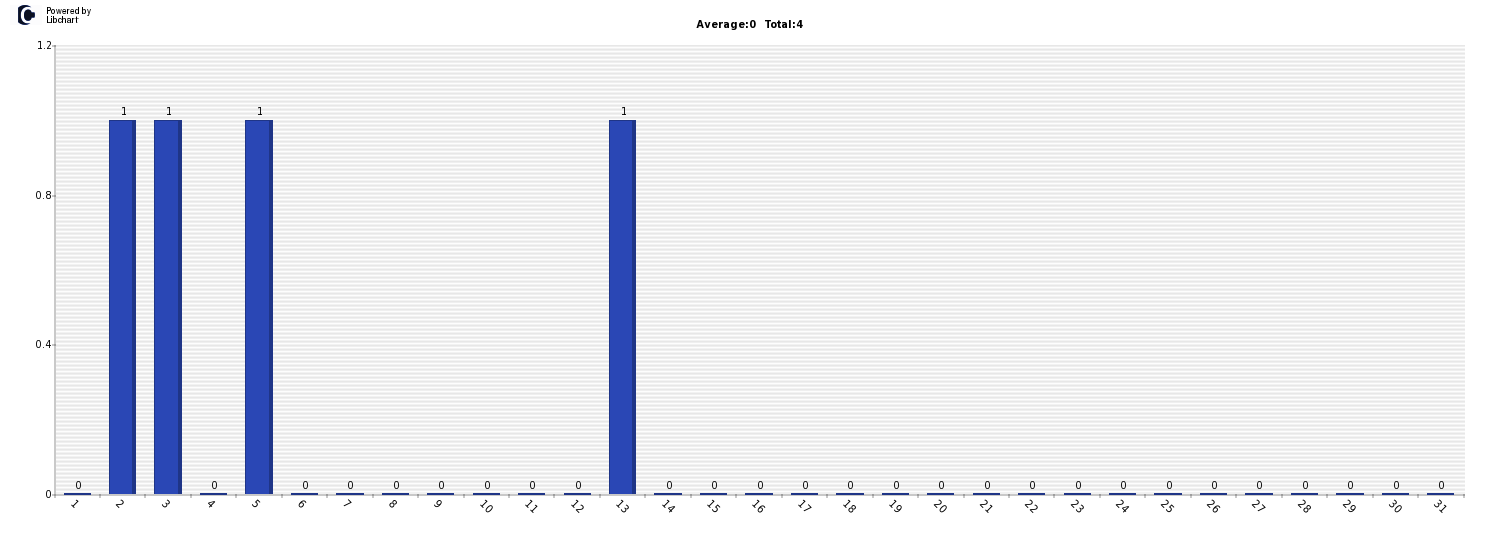 Powered by
Libchart
Average:0 Total:4
1.2
0.8
0.4
0
0 1 1 0 1 0 0 0 0 0 0 0 1 0 0 0 0 0 0 0 0 0 0 0 0 0 0 0 0 0 0
1 2 3 4 5 6 7 8 9 10 11 12 13 14 15 16 17 18 19 20 21 22 23 24 25 26 27 28 29 30 31